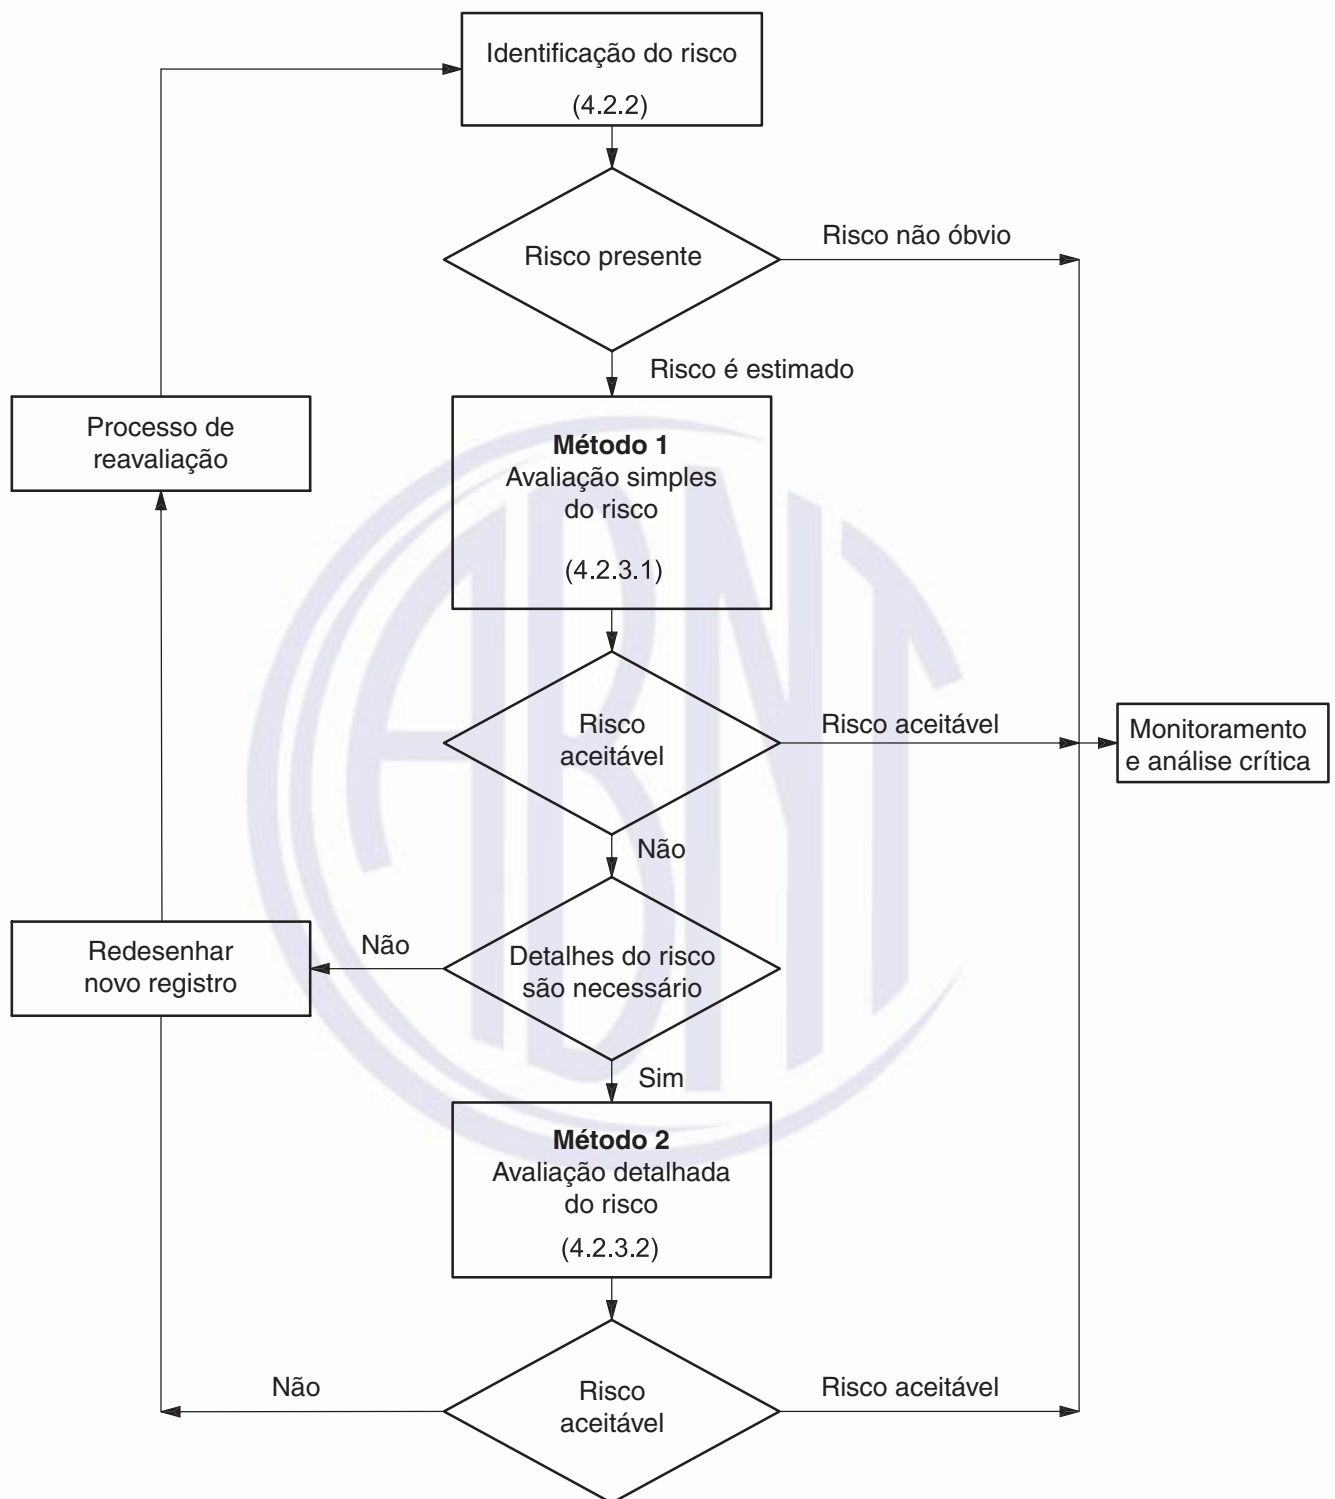 Identificação do risco
(4.2.2)
Risco presente
Risco não óbvio
Risco é estimado
Processo de
reavaliação
Método 1
Avaliação simples
do risco
(4.2.3.1)
Risco
aceitável
Risco aceitável
Monitoramento
e análise crítica
Não
Redesenhar
novo registro
Não
Detalhes do risco
são necessário
Sim
Método 2
Avaliação detalhada
do risco
(4.2.3.2)
Não
Risco
aceitável
Risco aceitável
ABNT